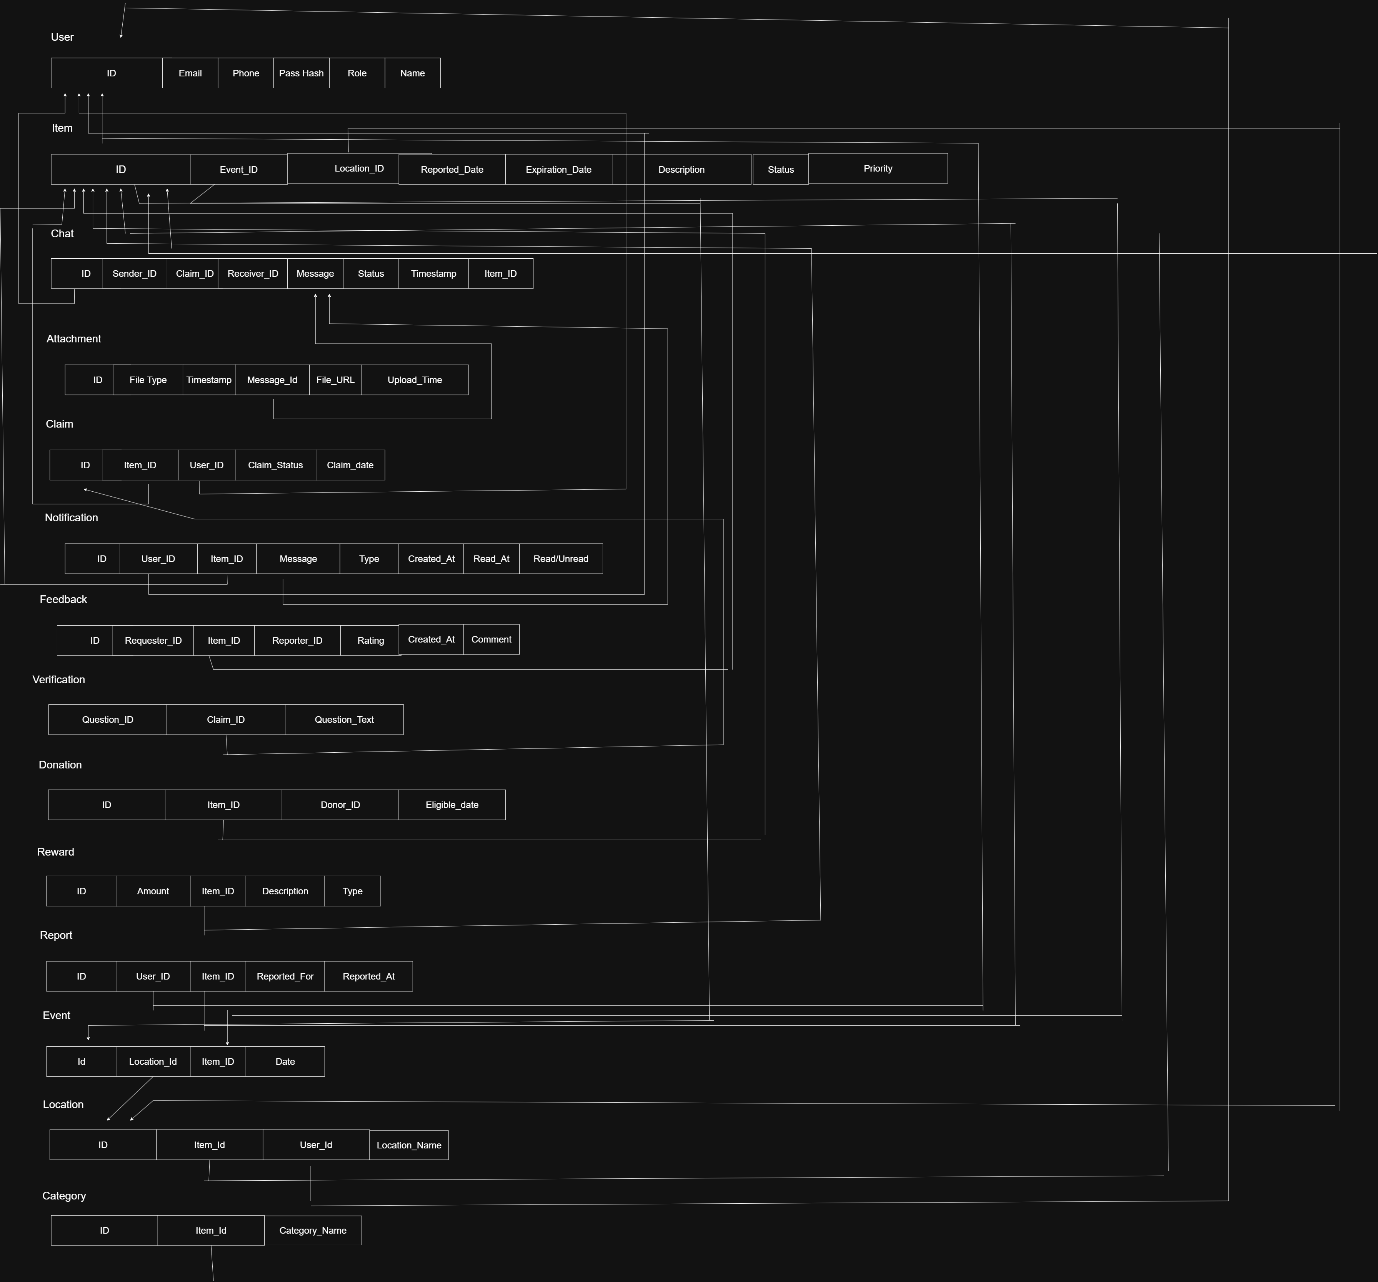 User
ID Email Phone Pass Hash Role Name
Item
ID Event_ID Location_ID Reported_Date Expiration_Date Description Status Priority
Chat
ID Sender_ID Claim_ID Receiver_ID Message Status Timestamp Item_ID
Attachment
ID File Type Timestamp Message_Id File_URL Upload_Time
Claim
ID Item_ID User_ID Claim_Status Claim_date
Notification
ID User_ID Item_ID Message Type Created_At Read_At Read/Unread
Feedback
ID Requester_ID Item_ID Reporter_ID Rating Created_At Comment
Verification
Question_ID Claim_ID Question_Text
Donation
ID Item_ID Donor_ID Eligible_date
Reward
ID Amount Item_ID Description Type
Report
ID User_ID Item_ID Reported_For Reported_At
Event
Id Location_Id Item_ID Date
Location
ID Item_Id User_Id Location_Name
Category
ID Item_Id Category_Name